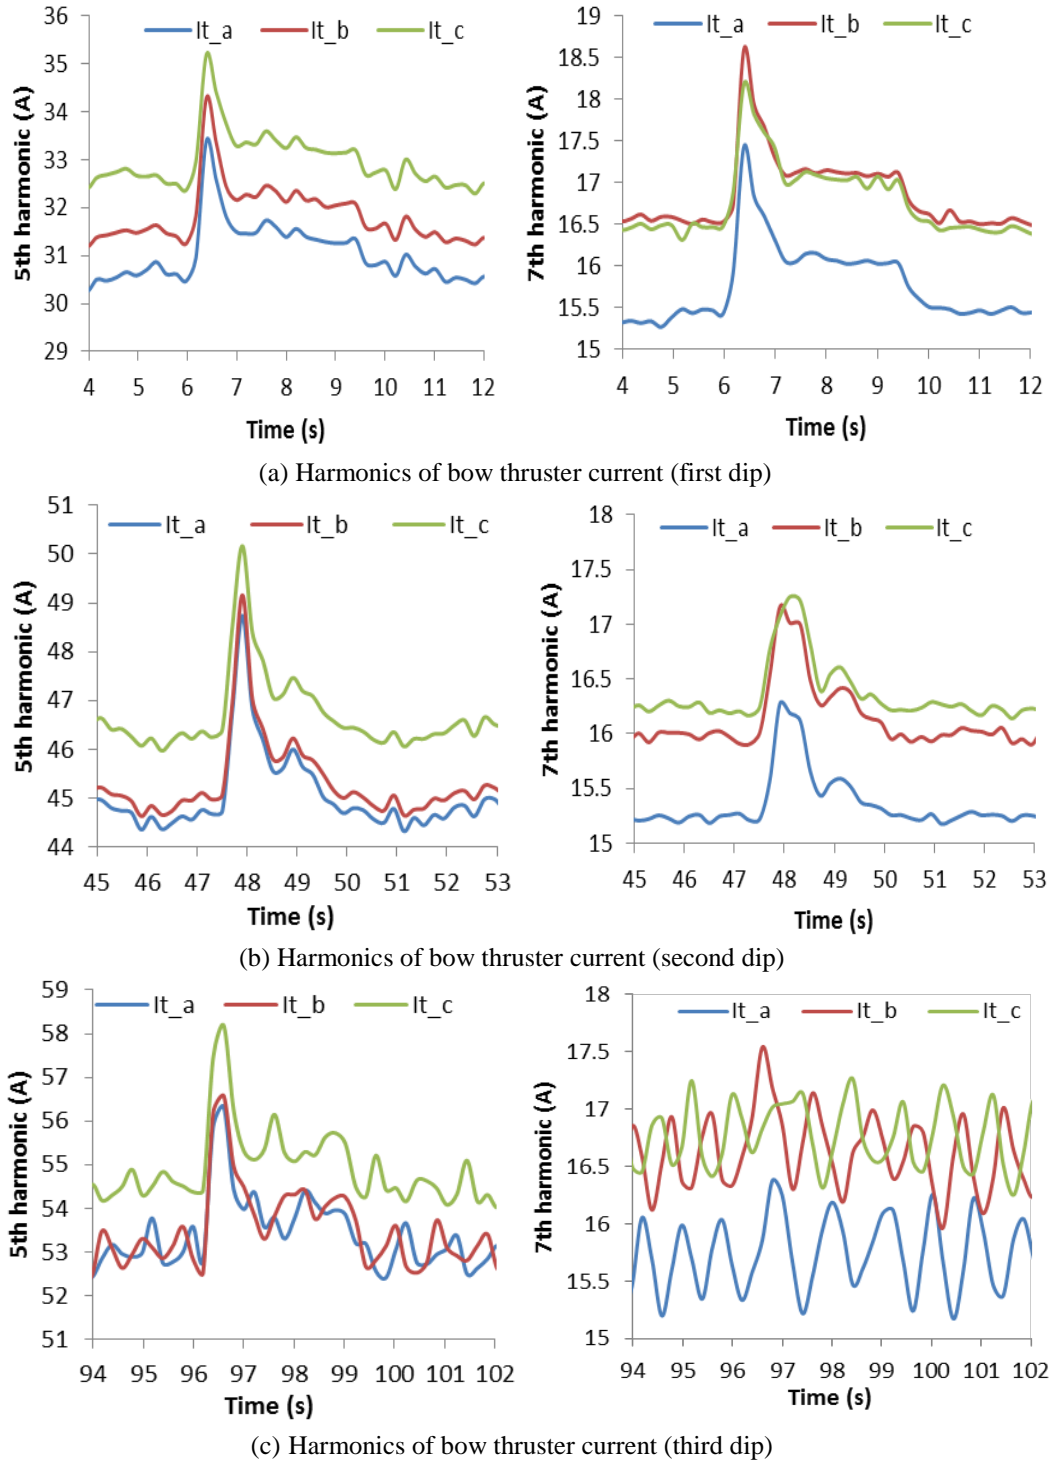 It_a It_b It_c
5th harmonic (A)
36
35
34
33
32
31
30
29
4 5 6 7 8 9 10 11 12
Time (s)
It_a It_b It_c
7th harmonic (A)
19
18.5
18
17.5
17
16.5
16
15.5
15
4 5 6 7 8 9 10 11 12
Time (s)
(a) Harmonics of bow thruster current (first dip)
It_a It_b It_c
5th harmonic (A)
51
50
49
48
47
46
45
44
45 46 47 48 49 50 51 52 53
Time (s)
It_a It_b It_c
7th harmonic (A)
18
17.5
17
16.5
16
15.5
15
45 46 47 48 49 50 51 52 53
Time (s)
(b) Harmonics of bow thruster current (second dip)
It_a It_b It_c
5th harmonic (A)
59
58
57
56
55
54
53
52
51
94 95 96 97 98 99 100 101 102
Time (s)
It_a It_b It_c
7th harmonic (A)
18
17.5
17
16.5
16
15.5
15
94 95 96 97 98 99 100 101 102
Time (s)
(c) Harmonics of bow thruster current (third dip)